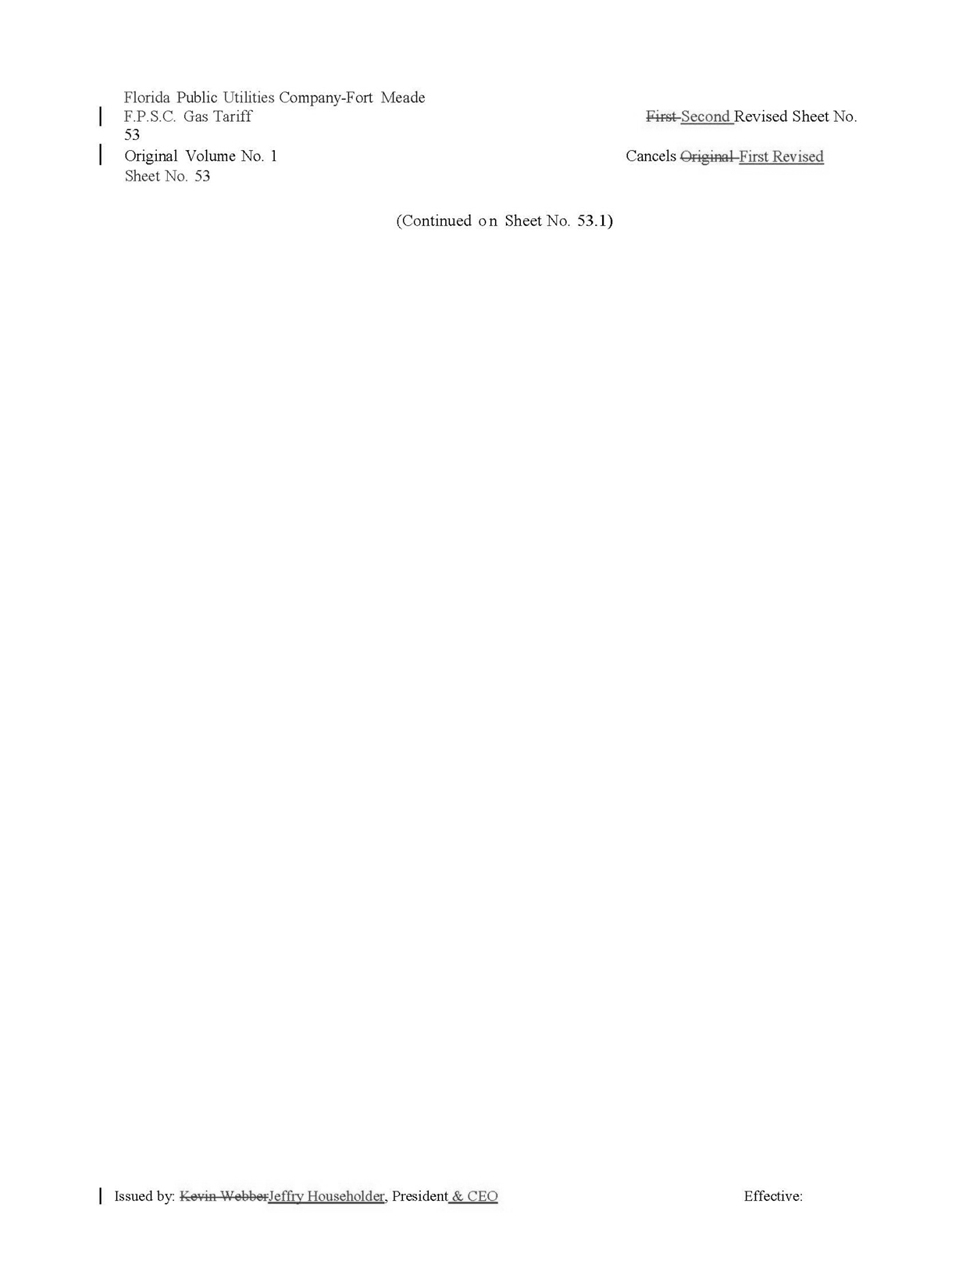 Florida Public Utilities Company-Fort Meade
F.P.S.C. Gas Tariff First Second Revised Sheet No.
53
Original Volume No. 1 Cancels Original First Revised
Sheet No. 53
(Continued on Sheet No. 53.1)
Issued by: Kevin WebberJeffry Householder, President & CEO Effective: